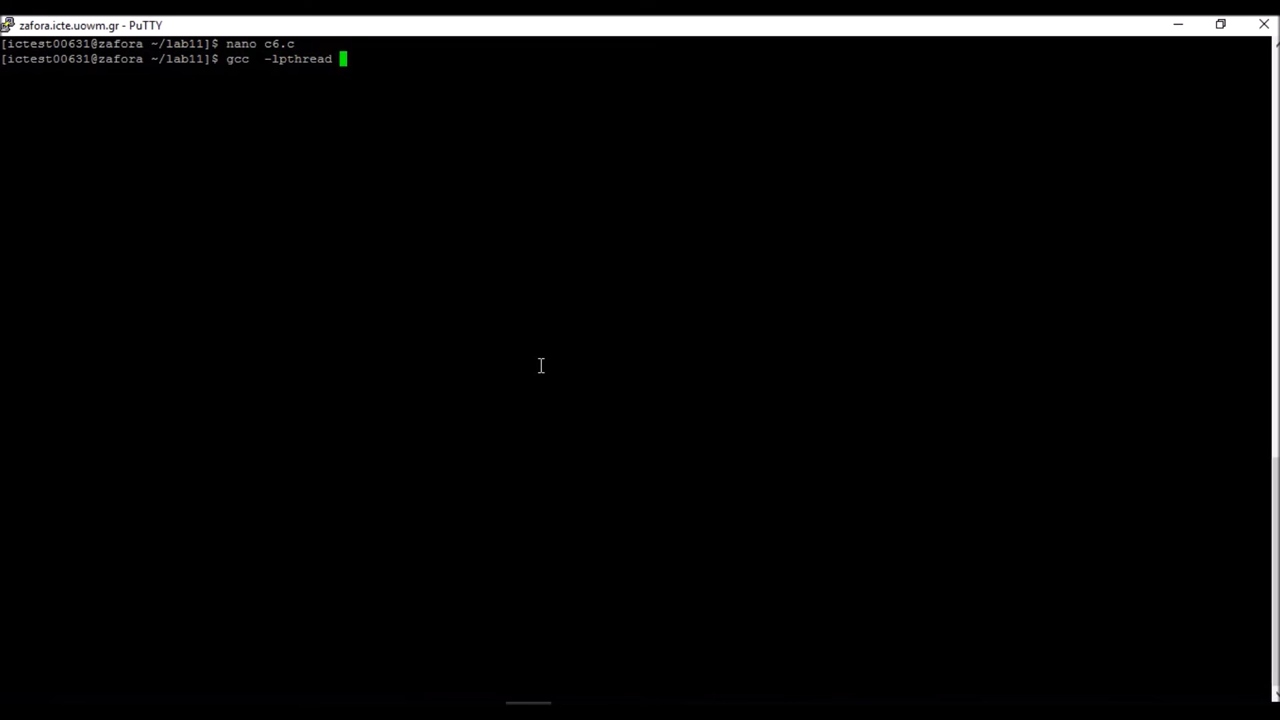 zafora.icte.uowm.gr - PuTTY
[ictest00631@zafora ~/lab11]$ nano c6.c
[ictest00631@zafora ~/lab11]$ gcc  -lpthread